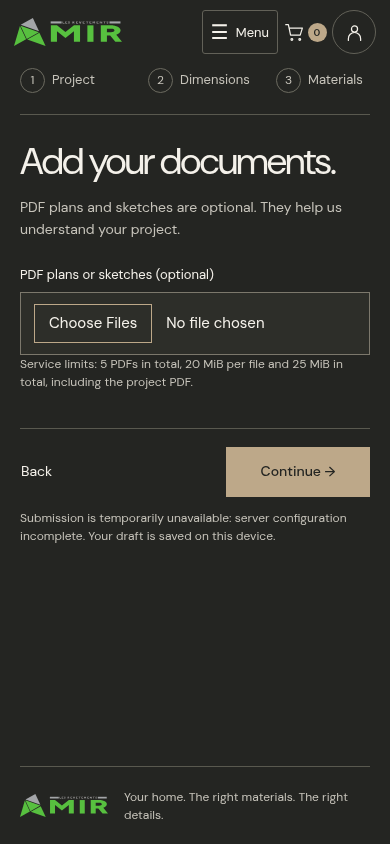 MIR
Menu
0
1 Project
2 Dimensions
3 Materials
Add your documents.
PDF plans and sketches are optional. They help us
understand your project.
PDF plans or sketches (optional)
Choose Files No file chosen
Service limits: 5 PDFs in total, 20 MiB per file and 25 MiB in
total, including the project PDF.
Back
Continue →
Submission is temporarily unavailable: server configuration
incomplete. Your draft is saved on this device.
MIR
Your home. The right materials. The right
details.